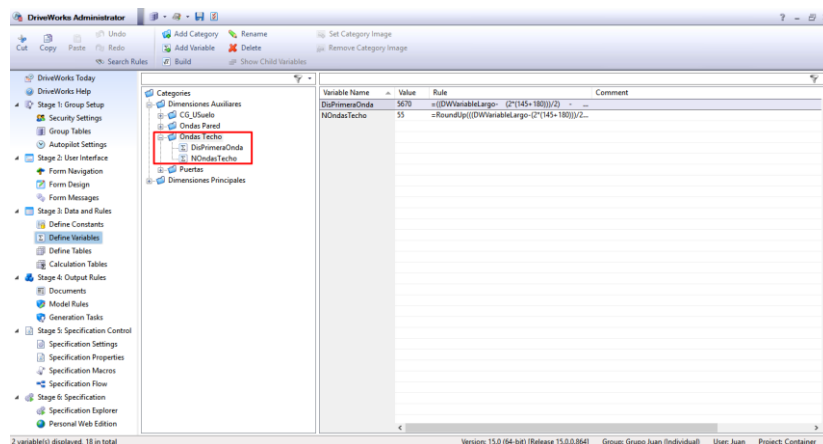 DriveWorks Administrator
Cut
Copy
Paste
Undo
Redo
Search Rules
Add Category
Add Variable
Build
Rename
Delete
Show Child Variables
Set Category Image
Remove Category Image
DriveWorks Today
DriveWorks Help
Stage 1: Group Setup
Security Settings
Group Tables
Autopilot Settings
Stage 2: User Interface
Form Navigation
Form Design
Form Messages
Stage 3: Data and Rules
Define Constants
Define Variables
Define Tables
Calculation Tables
Stage 4: Output Rules
Documents
Model Rules
Generation Tasks
Stage 5: Specification Control
Specification Settings
Specification Properties
Specification Macros
Specification Flow
Stage 6: Specification
Specification Explorer
Personal Web Edition
Categories
Dimensiones Auxiliares
CG_USuelo
Ondas Pared
Ondas Techo
DisPrimeraOnda
NOndasTecho
Puertas
Dimensiones Principales
Variable Name Value Rule Comment
DisPrimeraOnda 5670 =((DWVariableLargo- (2*(145+180)))/2) - ...
NOndasTecho 55 =RoundUp(((DWVariableLargo-(2*(145+180)))/2...
2 variable(s) displayed, 18 in total
Version: 15.0 (64-bit) [Release 15.0.0.864] Group: Grupo Juan (Individual) User: Juan Project: Container